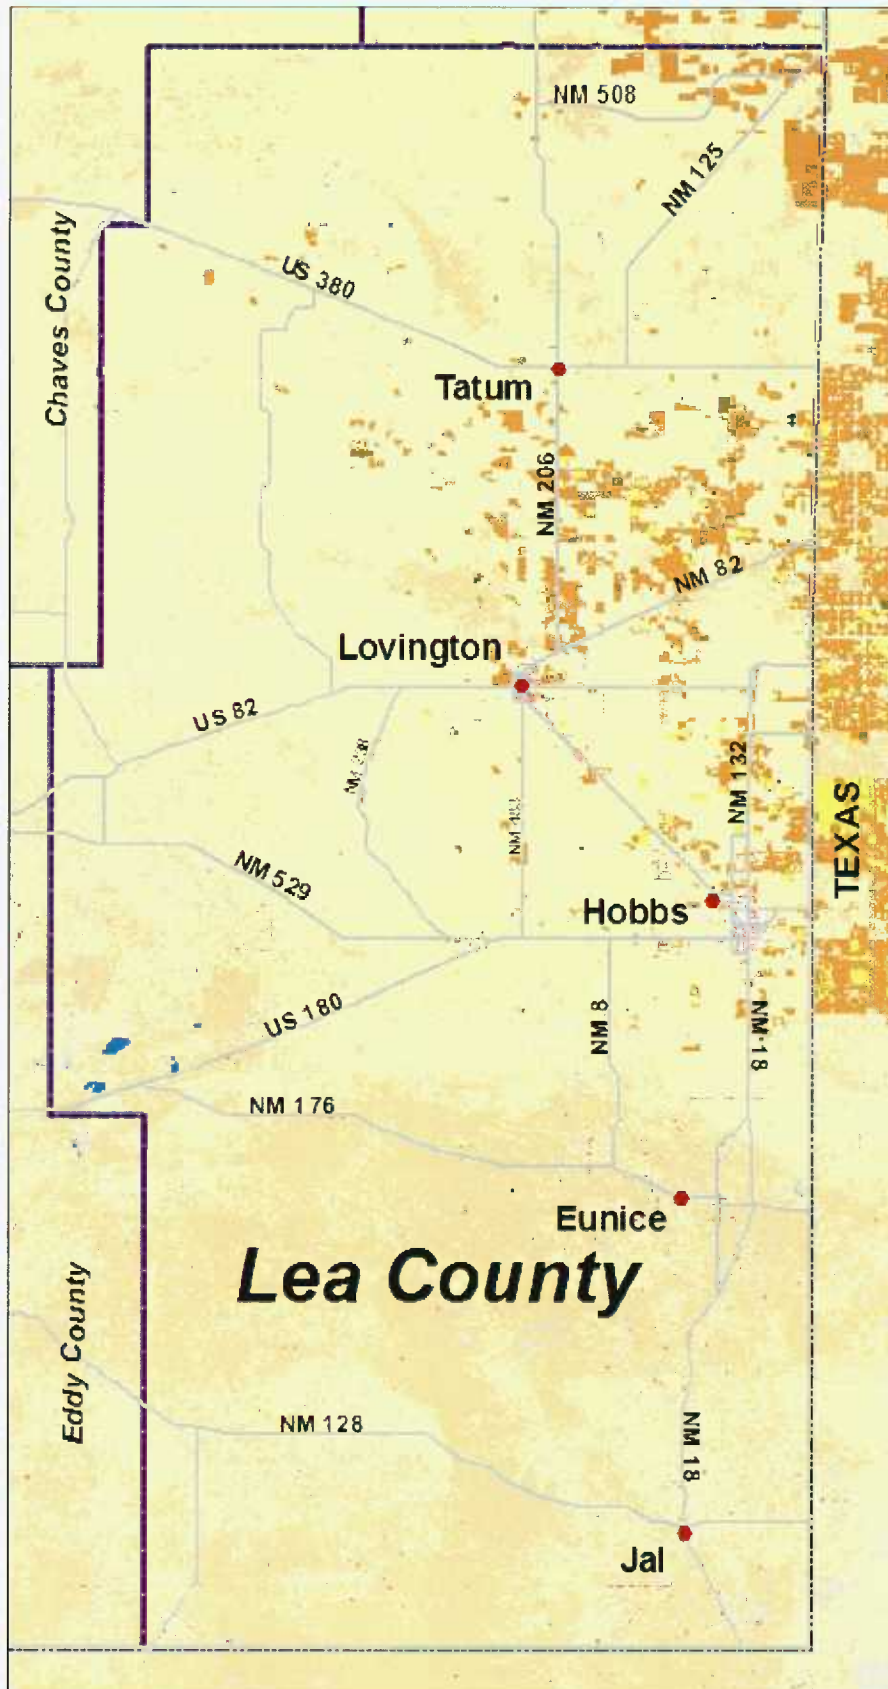 NM 508
NM 125
Chaves County
US 380
Tatum
NM 206
NM 82
Lovington
US 82
NM 132
TEXAS
NM 529
Hobbs
US 180
NM 8
NM 18
NM 176
Eunice
Lea County
Eddy County
NM 128
NM 18
Jal